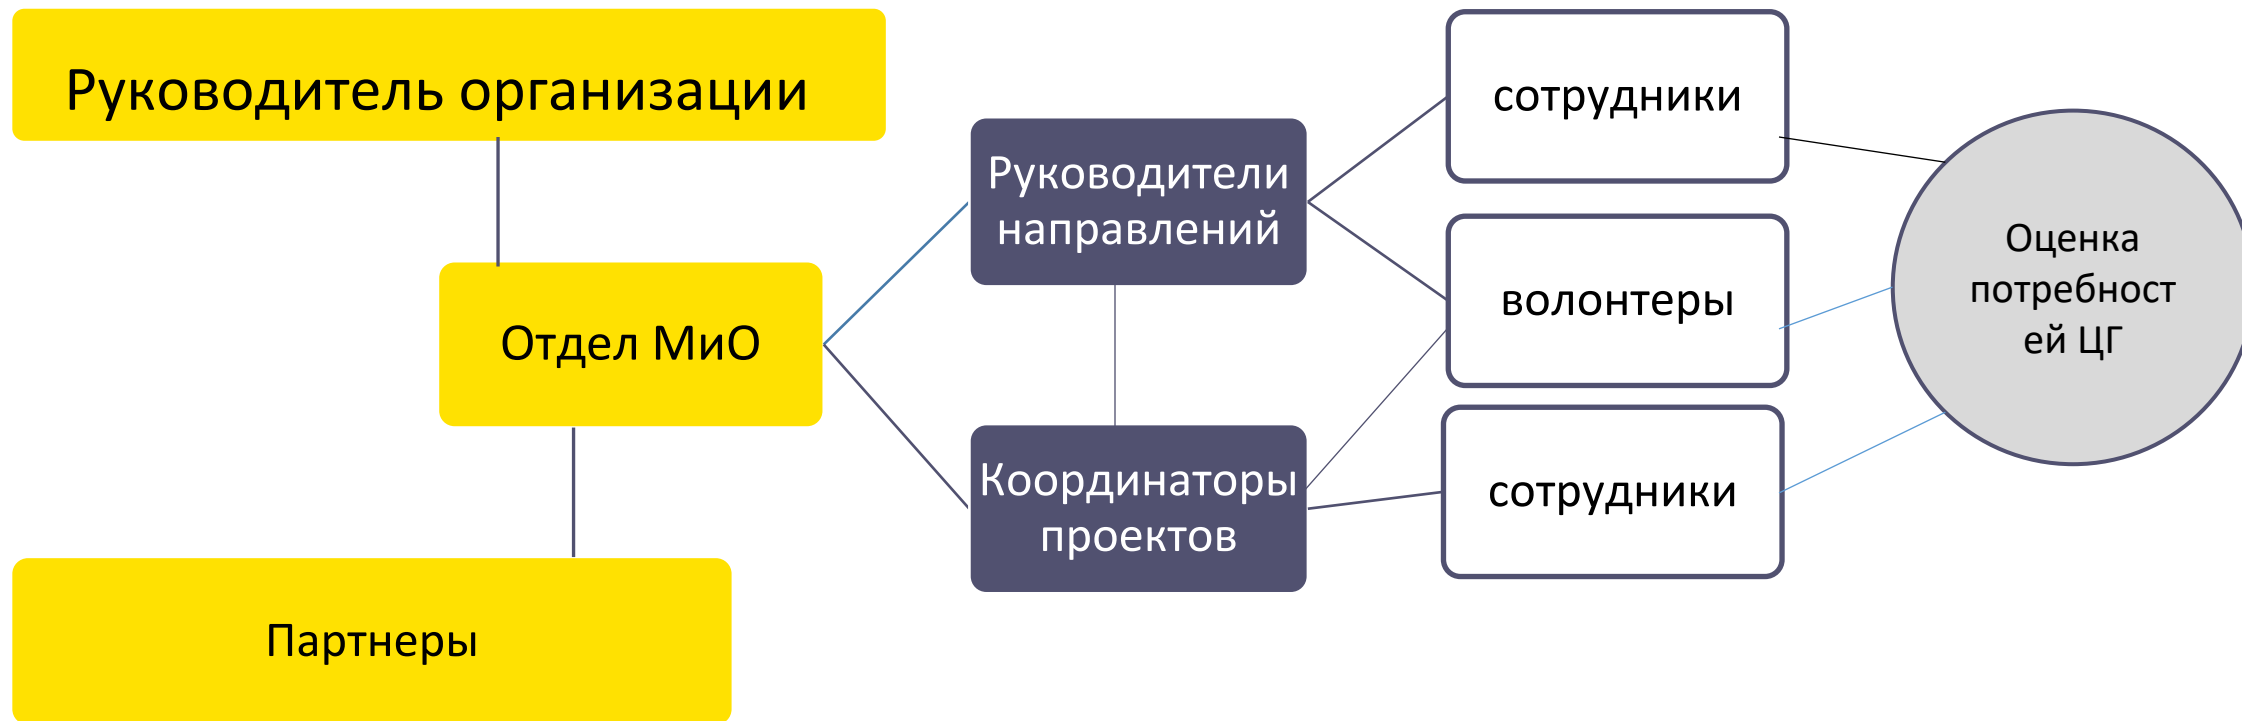 Руководитель организации
Отдел МиО
Партнеры
Руководители
направлений
Координаторы
проектов
сотрудники
волонтеры
сотрудники
Оценка
потребност
ей ЦГ